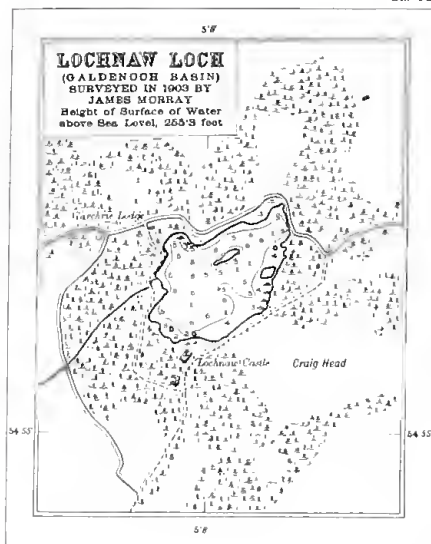 5°8'
LOCHNAW LOCH
(GALDENOCH BASIN)
SURVEYED IN 1903 BY
JAMES MURRAY
Height of Surface of Water
above Sea Level, 255·3 feet
Lodge
Lochnaw Castle
Craig Head
54 55'
54 55'
5°8'